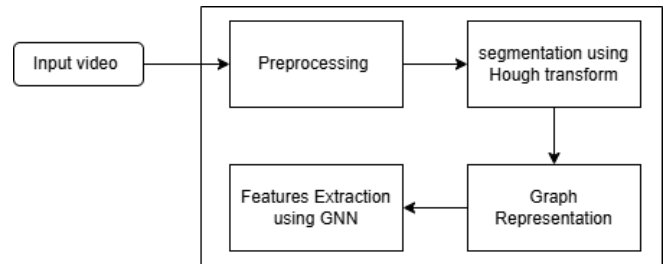 Input video
Preprocessing
segmentation using
Hough transform
Features Extraction
using GNN
Graph
Representation